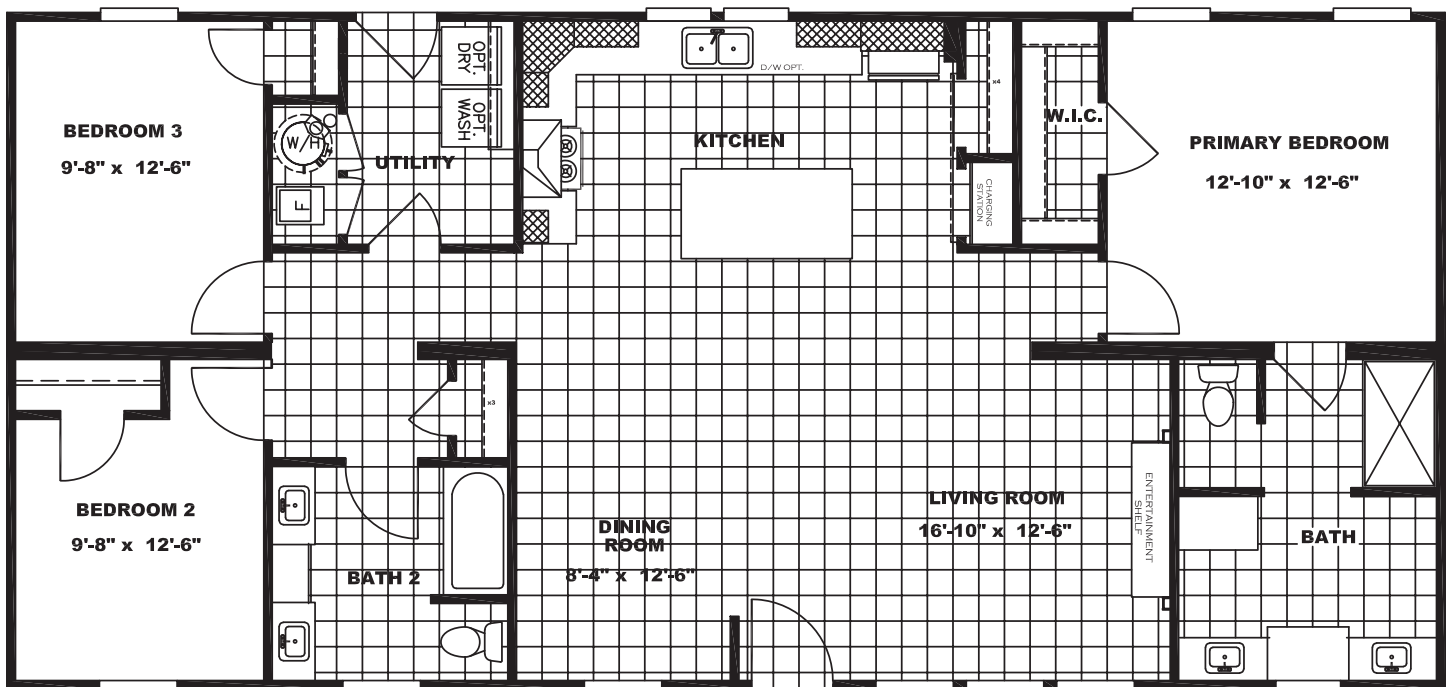 BEDROOM 3
9'-8" x 12'-6"
W/H
F
UTILITY
OPT.
DRY
OPT.
WASH
D/W OPT.
KITCHEN
x4
CHARGING
STATION
W.I.C.
PRIMARY BEDROOM
12'-10" x 12'-6"
BEDROOM 2
9'-8" x 12'-6"
x3
BATH 2
DINING
ROOM
8'-4" x 12'-6"
LIVING ROOM
16'-10" x 12'-6"
ENTERTAINMENT
SHELF
BATH